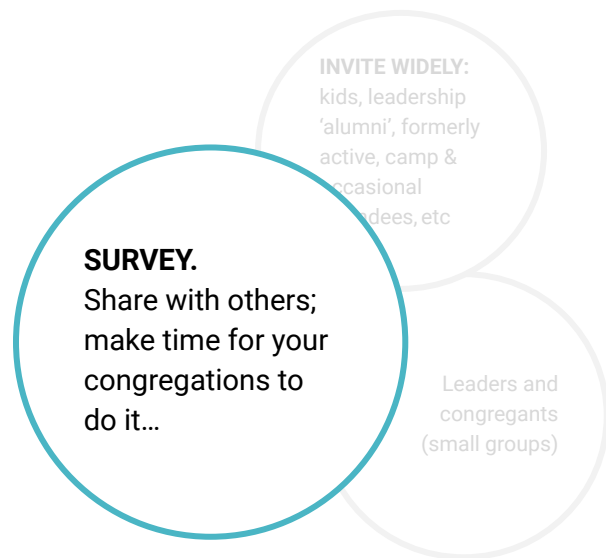 INVITE WIDELY:
kids, leadership
‘alumni’, formerly
active, camp &
etc
SURVEY.
Share with others;
make time for your
congregations to
do it…
Leaders and
congregants
(small groups)